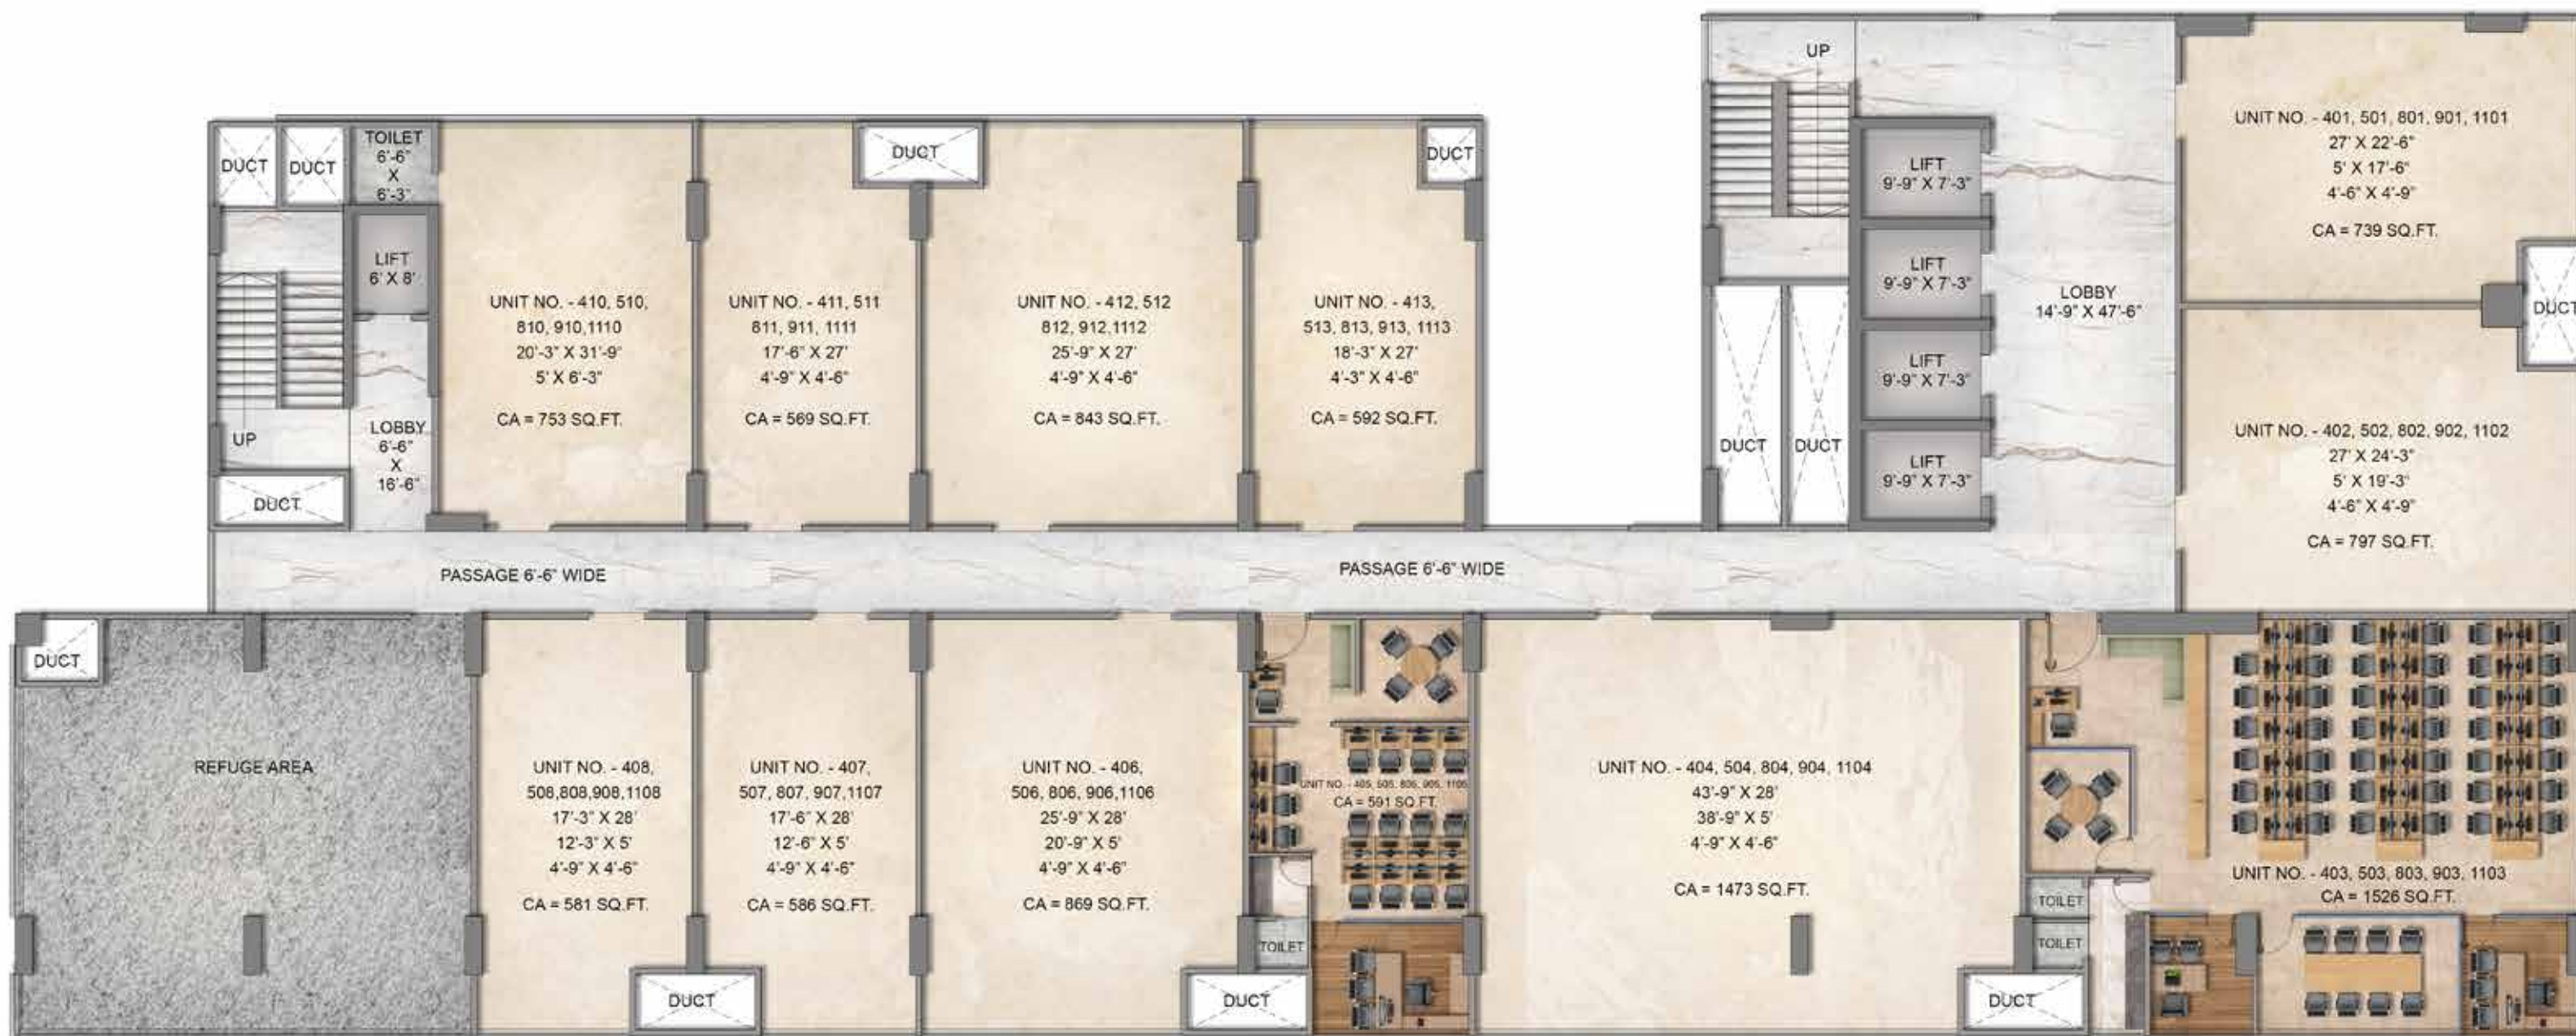 UP
UNIT NO. - 401, 501, 801, 901, 1101
27' X 22'-6"
5' X 17'-6"
4'-6" X 4'-9"
CA = 739 SQ.FT.
DUCT
DUCT
TOILET
6'-6"
X
6'-3"
DUCT
DUCT
LIFT
9'-9" X 7'-3"
LIFT
6' X 8'
LIFT
9'-9" X 7'-3"
LOBBY
14'-9" X 47'-6"
DUCT
UNIT NO. - 410, 510,
810, 910,1110
20'-3" X 31'-9"
5' X 6'-3"
CA = 753 SQ.FT.
UNIT NO. - 411, 511
811, 911, 1111
17'-6" X 27'
4'-9" X 4'-6"
CA = 569 SQ.FT.
UNIT NO. - 412, 512
812, 912,1112
25'-9" X 27'
4'-9" X 4'-6"
CA = 843 SQ.FT.
UNIT NO. - 413,
513, 813, 913, 1113
18'-3" X 27'
4'-3" X 4'-6"
CA = 592 SQ.FT.
LIFT
9'-9" X 7'-3"
UP
LOBBY
6'-6"
X
16'-6"
DUCT
DUCT
DUCT
LIFT
9'-9" X 7'-3"
UNIT NO. - 402, 502, 802, 902, 1102
27' X 24'-3"
5' X 19'-3"
4'-6" X 4'-9"
CA = 797 SQ.FT.
PASSAGE 6'-6" WIDE
PASSAGE 6'-6" WIDE
DUCT
REFUGE AREA
UNIT NO. - 408,
508,808,908,1108
17'-3" X 28'
12'-3" X 5'
4'-9" X 4'-6"
CA = 581 SQ.FT.
UNIT NO. - 407,
507, 807, 907,1107
17'-6" X 28'
12'-6" X 5'
4'-9" X 4'-6"
CA = 586 SQ.FT.
UNIT NO. - 406,
506, 806, 906,1106
25'-9" X 28'
20'-9" X 5'
4'-9" X 4'-6"
CA = 869 SQ.FT.
UNIT NO. - 405, 505, 805, 905, 1105
CA = 591 SQ.FT.
UNIT NO. - 404, 504, 804, 904, 1104
43'-9" X 28'
38'-9" X 5'
4'-9" X 4'-6"
CA = 1473 SQ.FT.
UNIT NO. - 403, 503, 803, 903, 1103
CA = 1526 SQ.FT.
TOILET
TOILET
TOILET
DUCT
DUCT
DUCT